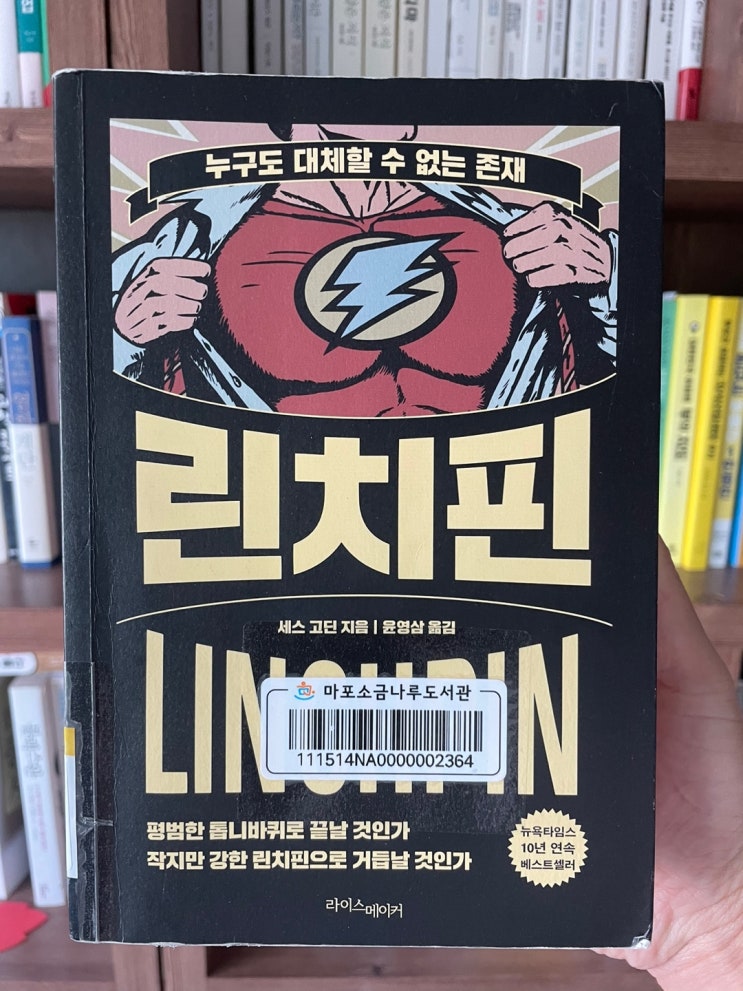 누구도 대체할 수 없는 존재
린치핀
세스 고딘 지음 | 윤영삼 옮김
LINCHPIN
마포소금나루도서관
111514NA0000002364
평범한 톱니바퀴로 끝날 것인가
작지만 강한 린치핀으로 거듭날 것인가
뉴욕타임스
10년 연속
베스트셀러
라이스메이커